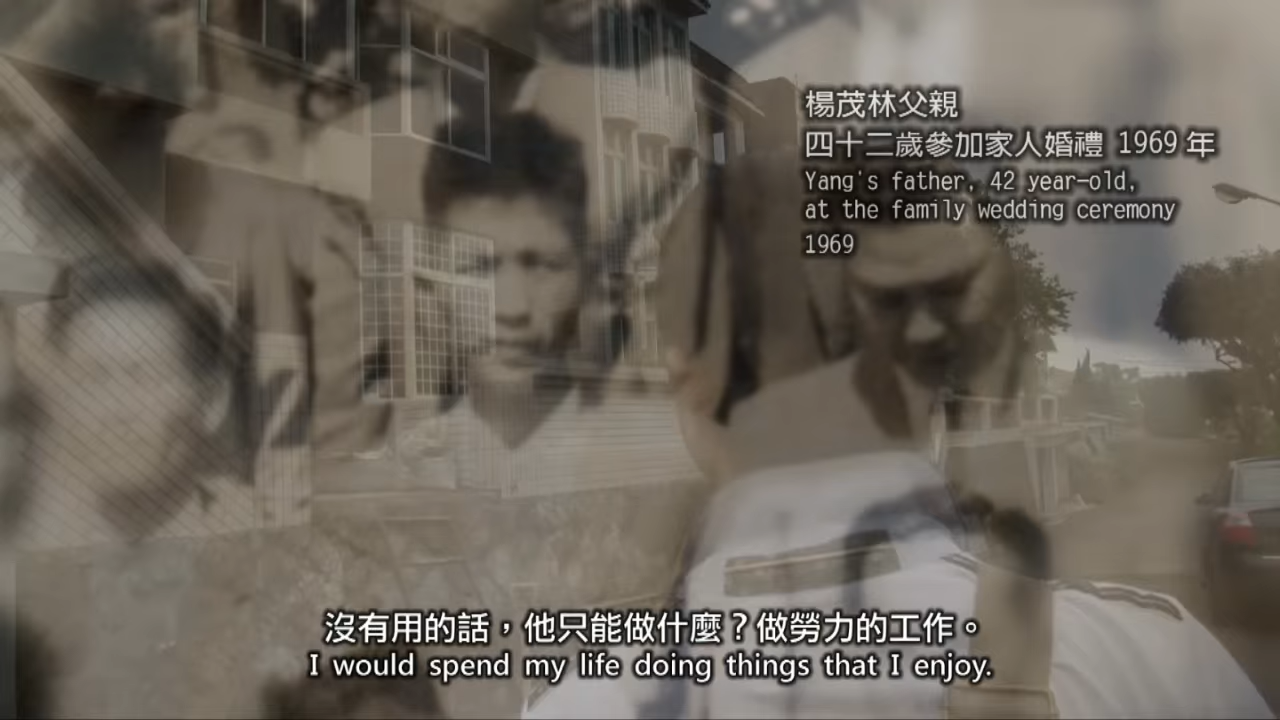 楊茂林父親
四十二歲參加家人婚禮 1969 年
Yang's father, 42 year-old,
at the family wedding ceremony
1969
沒有用的話，他只能做什麼？做勞力的工作。
I would spend my life doing things that I enjoy.